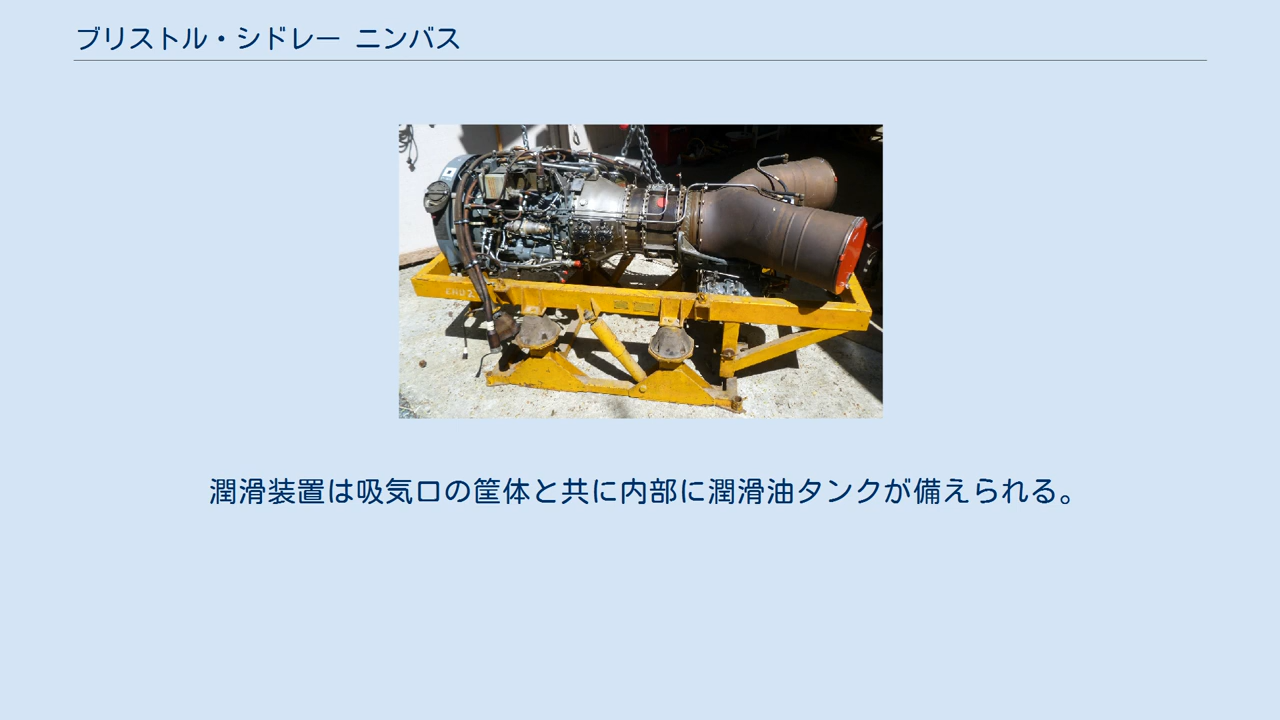 ブリストル・シドレー ニンバス
潤滑装置は吸気口の筐体と共に内部に潤滑油タンクが備えられる。